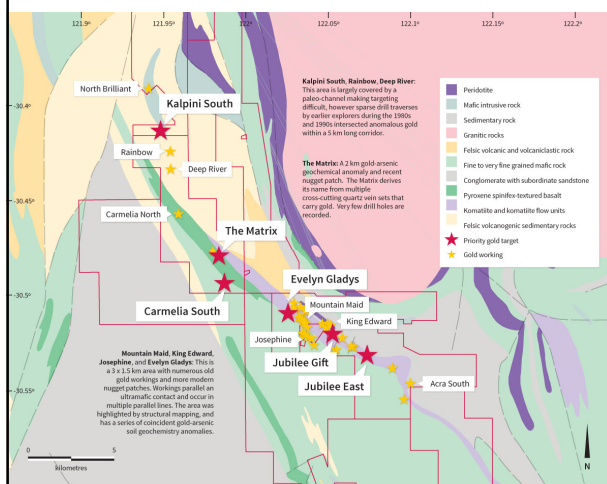 121.9°
121.95°
122°
122.05°
122.1°
122.15°
122.2°
-30.4°
-30.45°
-30.5°
-30.55°
North Brilliant
Kalpini South
Rainbow
Deep River
Carmelia North
The Matrix
Carmelia South
Evelyn Gladys
Mountain Maid
King Edward
Josephine
Jubilee Gift
Jubilee East
Acra South
Kalpini South, Rainbow, Deep River:
This area is largely covered by a
paleo-channel making targeting
difficult, however sparse drill traverses
by earlier explorers during the 1980s
and 1990s intersected anomalous gold
within a 5 km long corridor.
The Matrix: A 2 km gold-arsenic
geochemical anomaly and recent
nugget patch. The Matrix derives
its name from multiple
cross-cutting quartz vein sets that
carry gold. Very few drill holes are
recorded.
Mountain Maid, King Edward,
Josephine, and Evelyn Gladys: This is
a 3 x 1.5 km area with numerous old
gold workings and more modern
nugget patches. Workings parallel an
ultramafic contact and occur in
multiple parallel lines. The area was
highlighted by structural mapping, and
has a series of coincident gold-arsenic
soil geochemistry anomalies.
Peridotite
Mafic intrusive rock
Sedimentary rock
Granitic rocks
Felsic volcanic and volcaniclastic rock
Fine to very fine grained mafic rock
Conglomerate with subordinate sandstone
Pyroxene spinifex-textured basalt
Komatiite and komatiite flow units
Felsic volcanogenic sedimentary rocks
Priority gold target
Gold working
0
5
kilometres
N